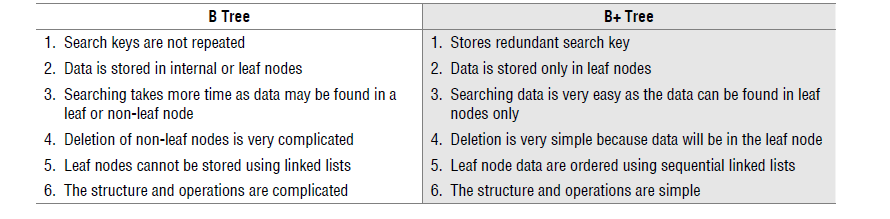 B Tree
B+ Tree
1. Search keys are not repeated
1. Stores redundant search key
2. Data is stored in internal or leaf nodes
2. Data is stored only in leaf nodes
3. Searching takes more time as data may be found in a
leaf or non-leaf node
3. Searching data is very easy as the data can be found in leaf
nodes only
4. Deletion of non-leaf nodes is very complicated
4. Deletion is very simple because data will be in the leaf node
5. Leaf nodes cannot be stored using linked lists
5. Leaf node data are ordered using sequential linked lists
6. The structure and operations are complicated
6. The structure and operations are simple